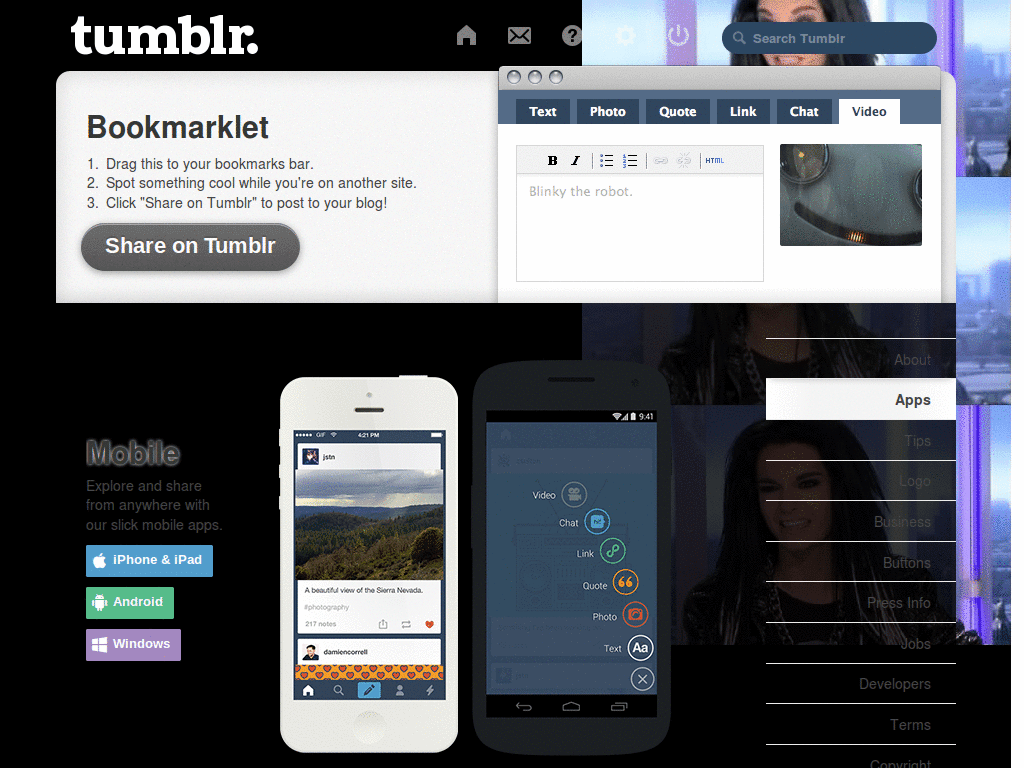 tumblr.
Search Tumblr
Bookmarklet
1. Drag this to your bookmarks bar.
2. Spot something cool while you're on another site.
3. Click "Share on Tumblr" to post to your blog!
Share on Tumblr
Text Photo Quote Link Chat Video
B I HTML
Blinky the robot.
Mobile
Explore and share
from anywhere with
our slick mobile apps.
iPhone & iPad
Android
Windows
GIF 4:21 PM
jstn
A beautiful view of the Sierra Nevada.
#photography
217 notes
damiencorrell
9:41
Video
Chat
Link
Quote
Photo
Text Aa
About
Apps
Tips
Logo
Business
Buttons
Press Info
Jobs
Developers
Terms
Copyright